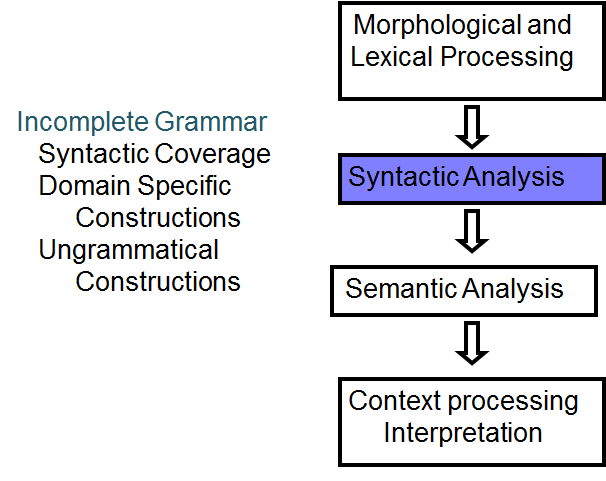 Morphological and
Lexical Processing
Incomplete Grammar
Syntactic Coverage
Domain Specific
Constructions
Ungrammatical
Constructions
Syntactic Analysis
Semantic Analysis
Context processing
Interpretation